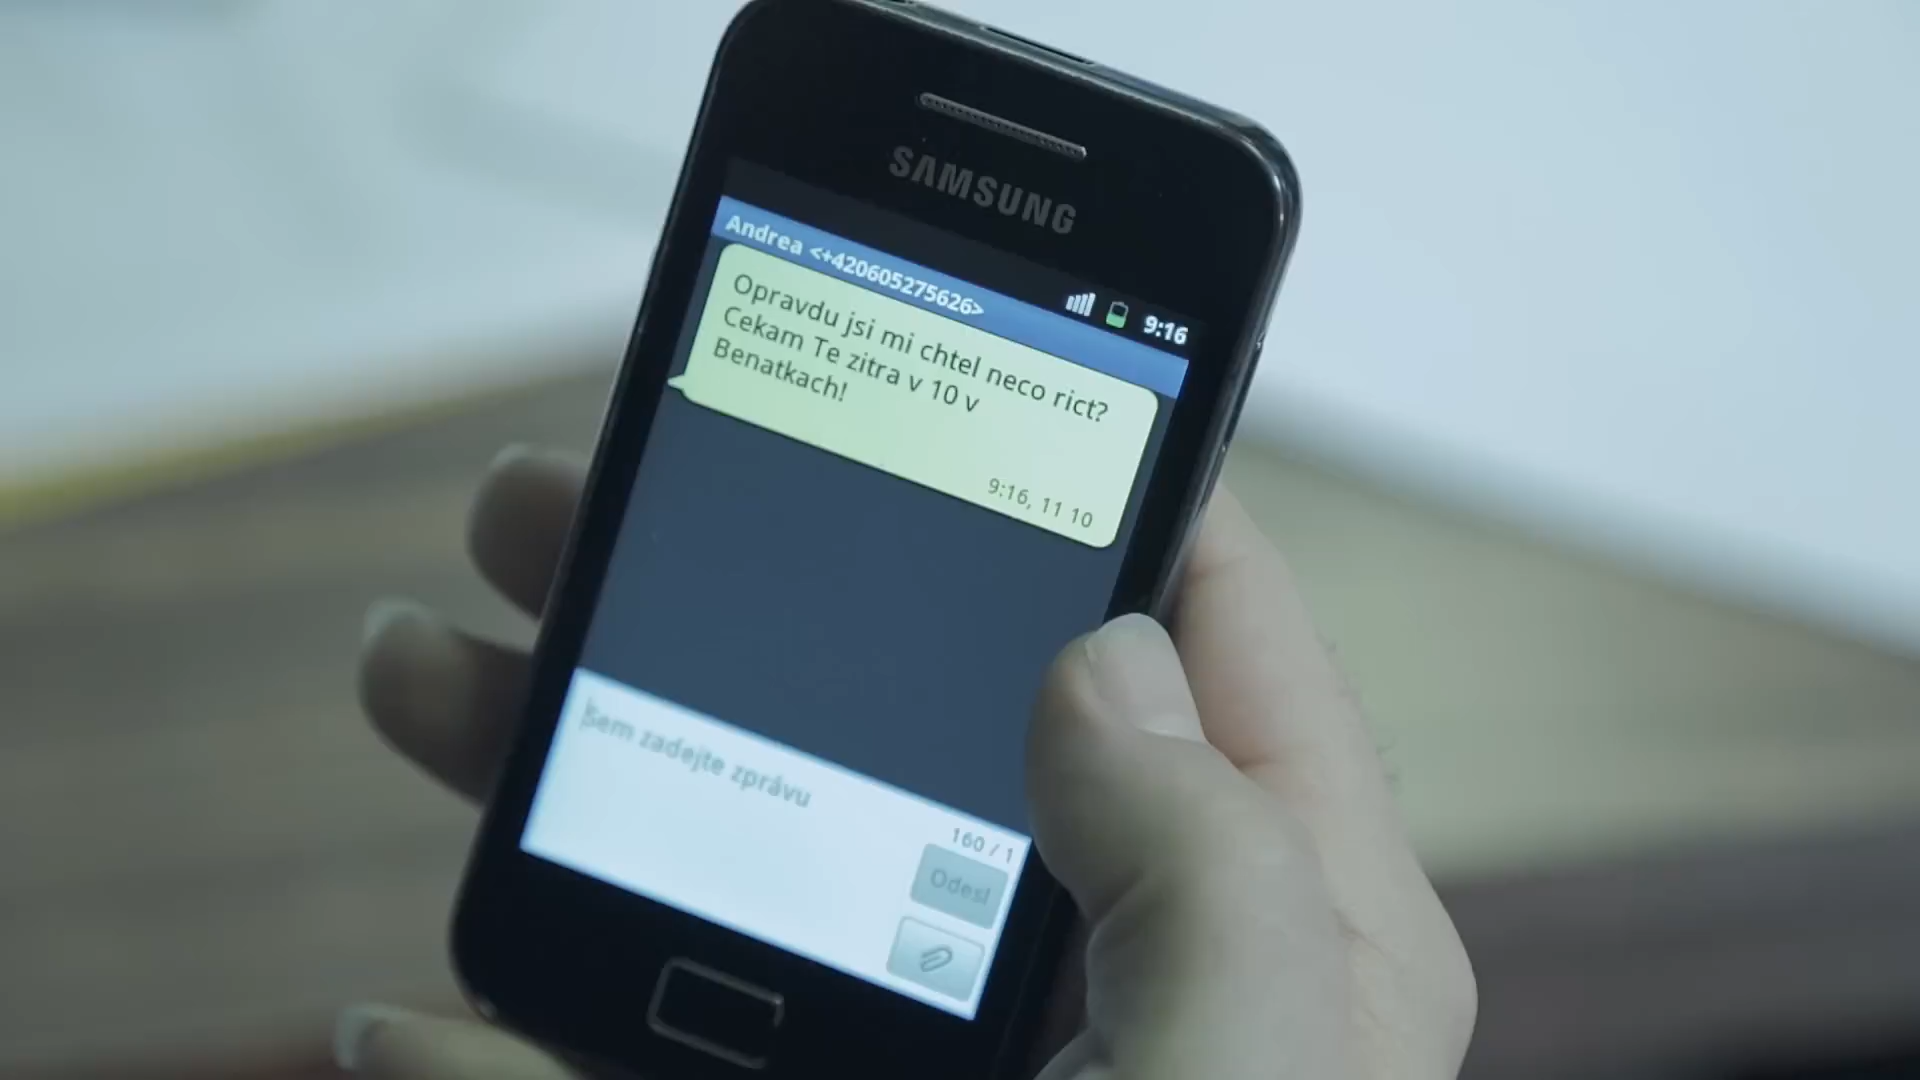 SAMSUNG
9:16
Andrea <+420605275626>
Opravdu jsi mi chtel neco rict?
Cekam Te zitra v 10 v
Benatkach!
9:16, 11 10
Sem zadejte zprávu
160 / 1
Odesl